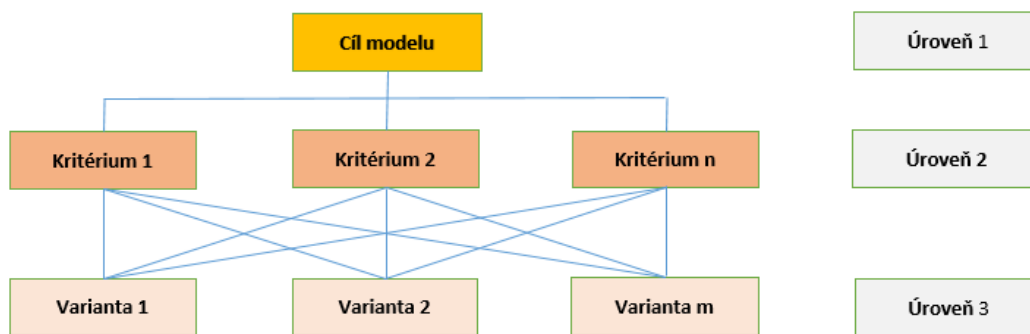 Cíl modelu
Úroveň 1
Kritérium 1
Kritérium 2
Kritérium n
Úroveň 2
Varianta 1
Varianta 2
Varianta m
Úroveň 3